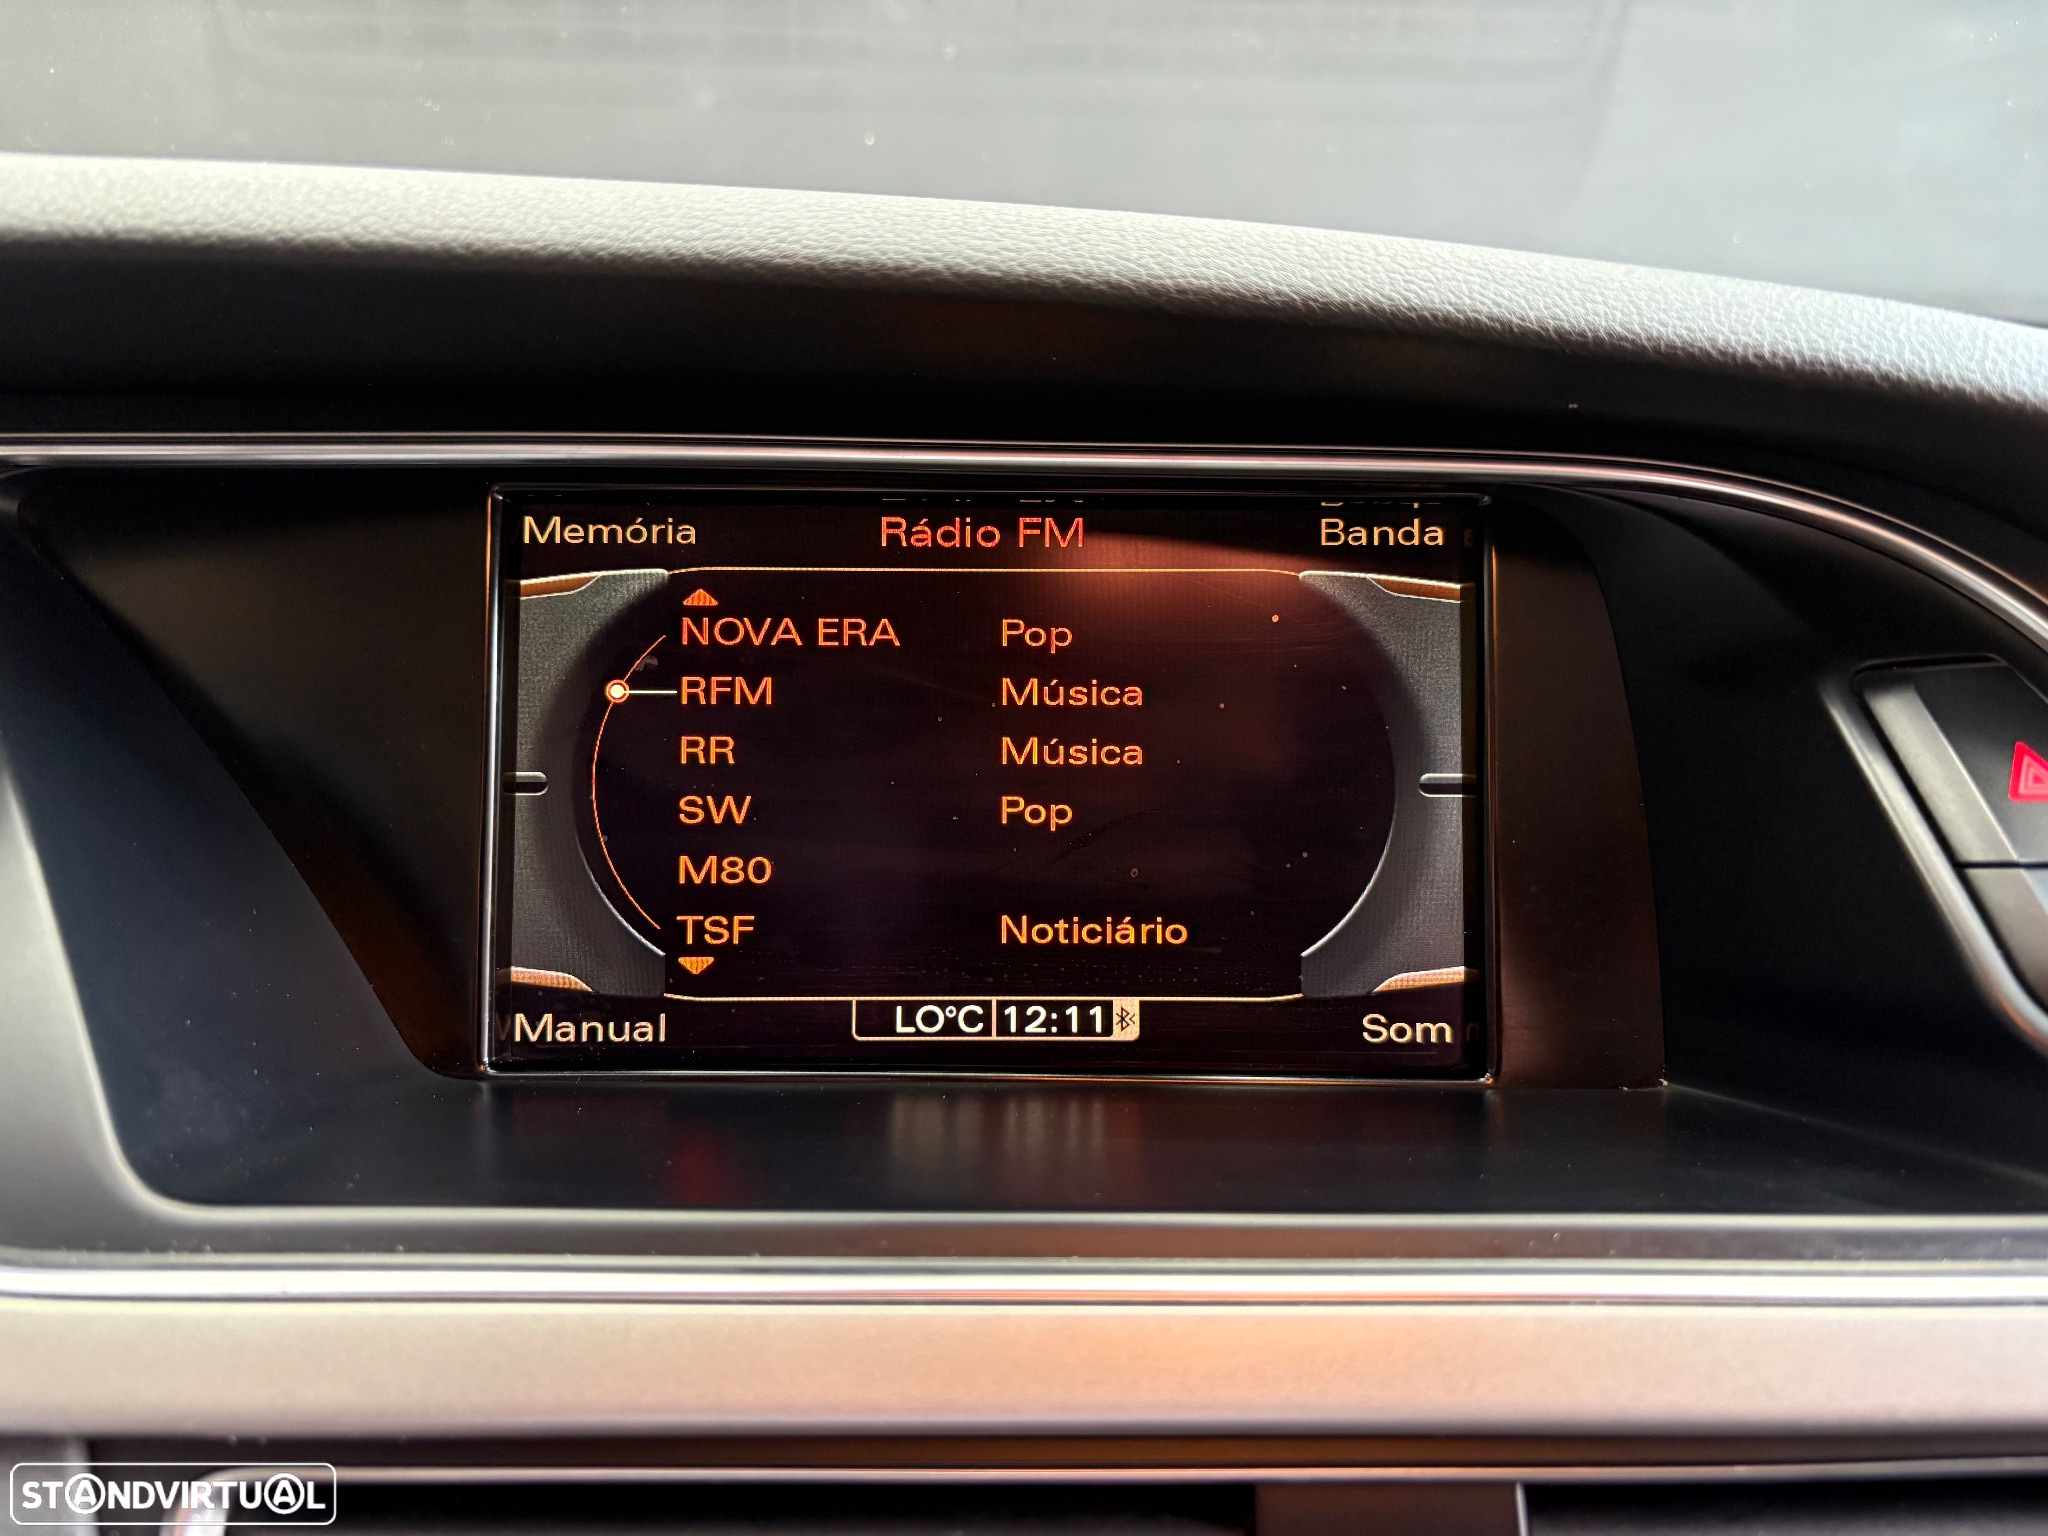 Memória Rádio FM Banda
NOVA ERA Pop
RFM Música
RR Música
SW Pop
M80
TSF Noticiário
Manual LO°C 12:11 Som
STANDVIRTUAL